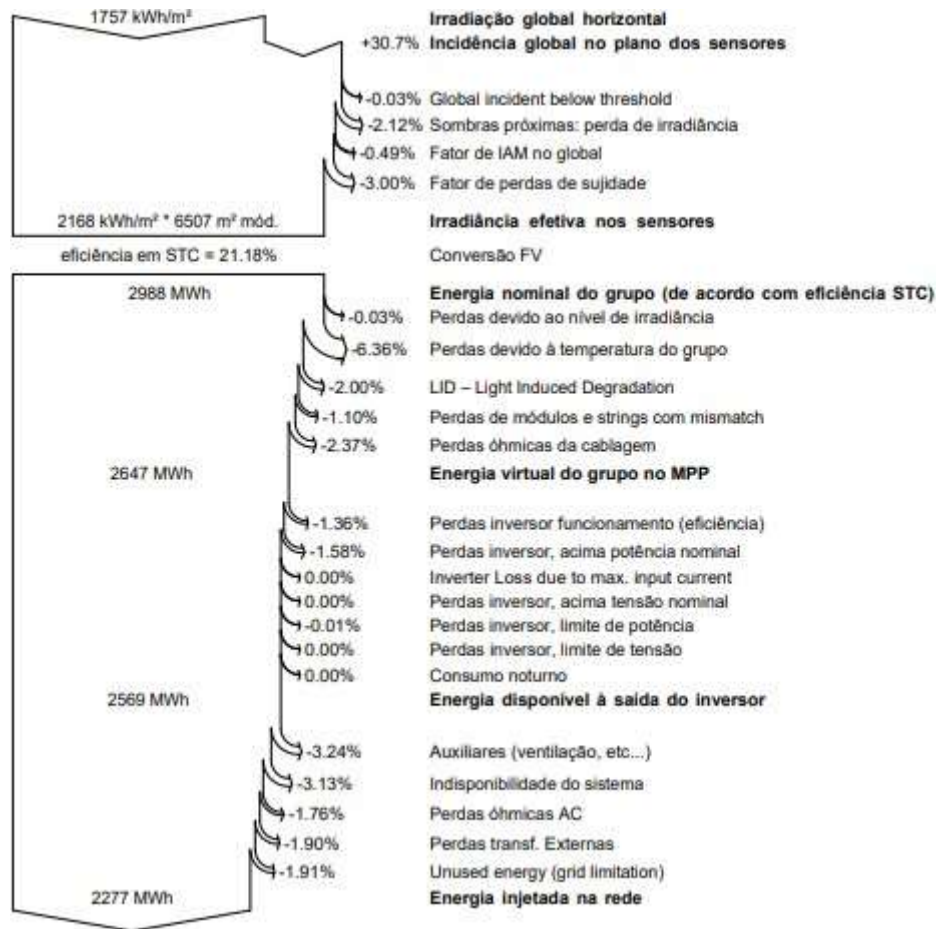 1757 kWh/m² Irradiação global horizontal
+30.7% Incidência global no plano dos sensores
-0.03% Global incident below threshold
-2.12% Sombras próximas: perda de irradiância
-0.49% Fator de IAM no global
-3.00% Fator de perdas de sujidade
2168 kWh/m² * 6507 m² mód. Irradiância efetiva nos sensores
eficiência em STC = 21.18% Conversão FV
2988 MWh Energia nominal do grupo (de acordo com eficiência STC)
-0.03% Perdas devido ao nível de irradiância
-6.36% Perdas devido à temperatura do grupo
-2.00% LID – Light Induced Degradation
-1.10% Perdas de módulos e strings com mismatch
-2.37% Perdas óhmicas da cablagem
2647 MWh Energia virtual do grupo no MPP
-1.36% Perdas inversor funcionamento (eficiência)
-1.58% Perdas inversor, acima potência nominal
0.00% Inverter Loss due to max. input current
0.00% Perdas inversor, acima tensão nominal
-0.01% Perdas inversor, limite de potência
0.00% Perdas inversor, limite de tensão
0.00% Consumo noturno
2569 MWh Energia disponível à saída do inversor
-3.24% Auxiliares (ventilação, etc...)
-3.13% Indisponibilidade do sistema
-1.76% Perdas óhmicas AC
-1.90% Perdas transf. Externas
-1.91% Unused energy (grid limitation)
2277 MWh Energia injetada na rede